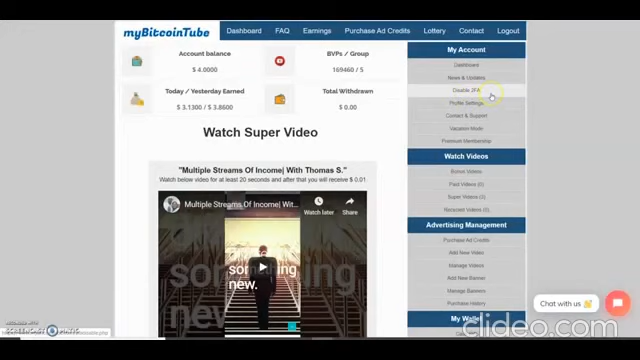 myBitcoinTube
Dashboard FAQ Earnings Purchase Ad Credits Lottery Contact Logout
Account balance
$ 4.0000
BVPs / Group
169460 / 5
Today / Yesterday Earned
$ 3.1300 / $ 3.8600
Total Withdrawn
$ 0.00
Watch Super Video
"Multiple Streams Of Income| With Thomas S."
Watch below video for at least 20 seconds and after that you will receive $ 0.01
Multiple Streams Of Income| Wit...
Watch later
Share
a
something
new.
My Account
Dashboard
News & Updates
Disable 2FA
Profile Settings
Contact & Support
Vacation Mode
Premium Membership
Watch Videos
Bonus Videos
Paid Videos (0)
Super Videos (3)
Advertising Management
Purchase Ad Credits
Add New Video
Manage Videos
Add New Banner
Manage Banners
Purchase History
My Wallet
Chat with us
SCREENCAST MATIC
clideo.com